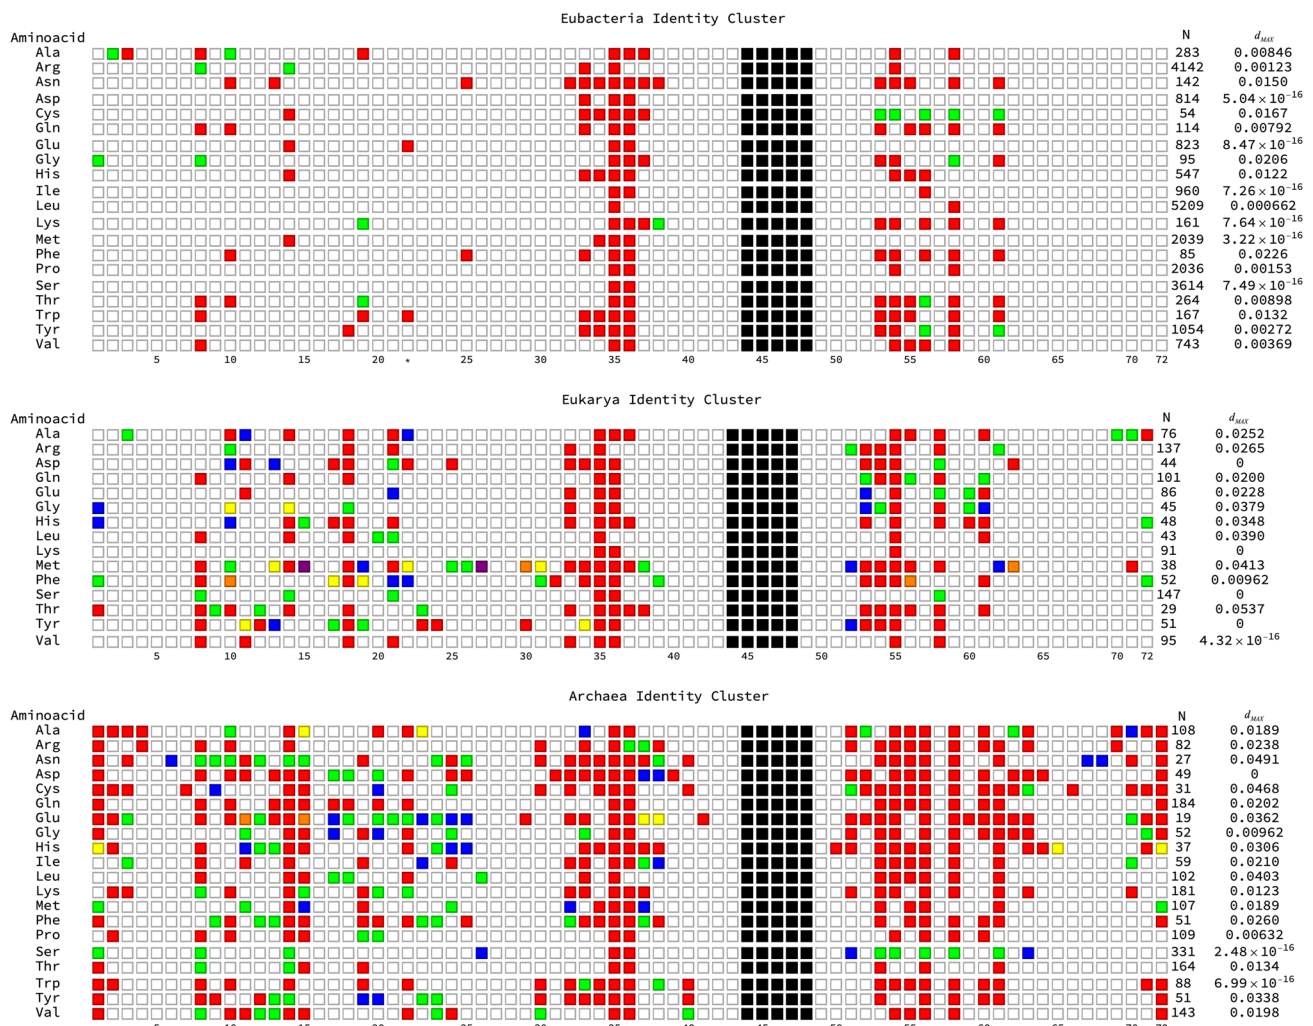 Eubacteria Identity Cluster
Aminoacid N d_MAX
Ala 283 0.00846
Arg 4142 0.00123
Asn 142 0.0150
Asp 814 5.04×10⁻¹⁶
Cys 54 0.0167
Gln 114 0.00792
Glu 823 8.47×10⁻¹⁶
Gly 95 0.0206
His 547 0.0122
Ile 960 7.26×10⁻¹⁶
Leu 5209 0.000662
Lys 161 7.64×10⁻¹⁶
Met 2039 3.22×10⁻¹⁶
Phe 85 0.0226
Pro 2036 0.00153
Ser 3614 7.49×10⁻¹⁶
Thr 264 0.00898
Trp 167 0.0132
Tyr 1054 0.00272
Val 743 0.00369
5 10 15 20 * 25 30 35 40 45 50 55 60 70 72
Eukarya Identity Cluster
Aminoacid N d_MAX
Ala 76 0.0252
Arg 137 0.0265
Asp 44 0
Gln 101 0.0200
Glu 86 0.0228
Gly 45 0.0379
His 48 0.0348
Leu 43 0.0390
Lys 91 0
Met 38 0.0413
Phe 52 0.00962
Ser 147 0
Thr 29 0.0537
Tyr 51 0
Val 95 4.32×10⁻¹⁶
5 10 15 20 25 30 35 40 45 50 55 60 65 70 72
Archaea Identity Cluster
Aminoacid N d_MAX
Ala 108 0.0189
Arg 82 0.0238
Asn 27 0.0491
Asp 49 0
Cys 31 0.0468
Gln 184 0.0202
Glu 19 0.0362
Gly 52 0.00962
His 37 0.0306
Ile 59 0.0210
Leu 102 0.0403
Lys 181 0.0123
Met 107 0.0189
Phe 51 0.0260
Pro 109 0.00632
Ser 331 2.48×10⁻¹⁶
Thr 164 0.0134
Trp 88 6.99×10⁻¹⁶
Tyr 51 0.0338
Val 143 0.0198